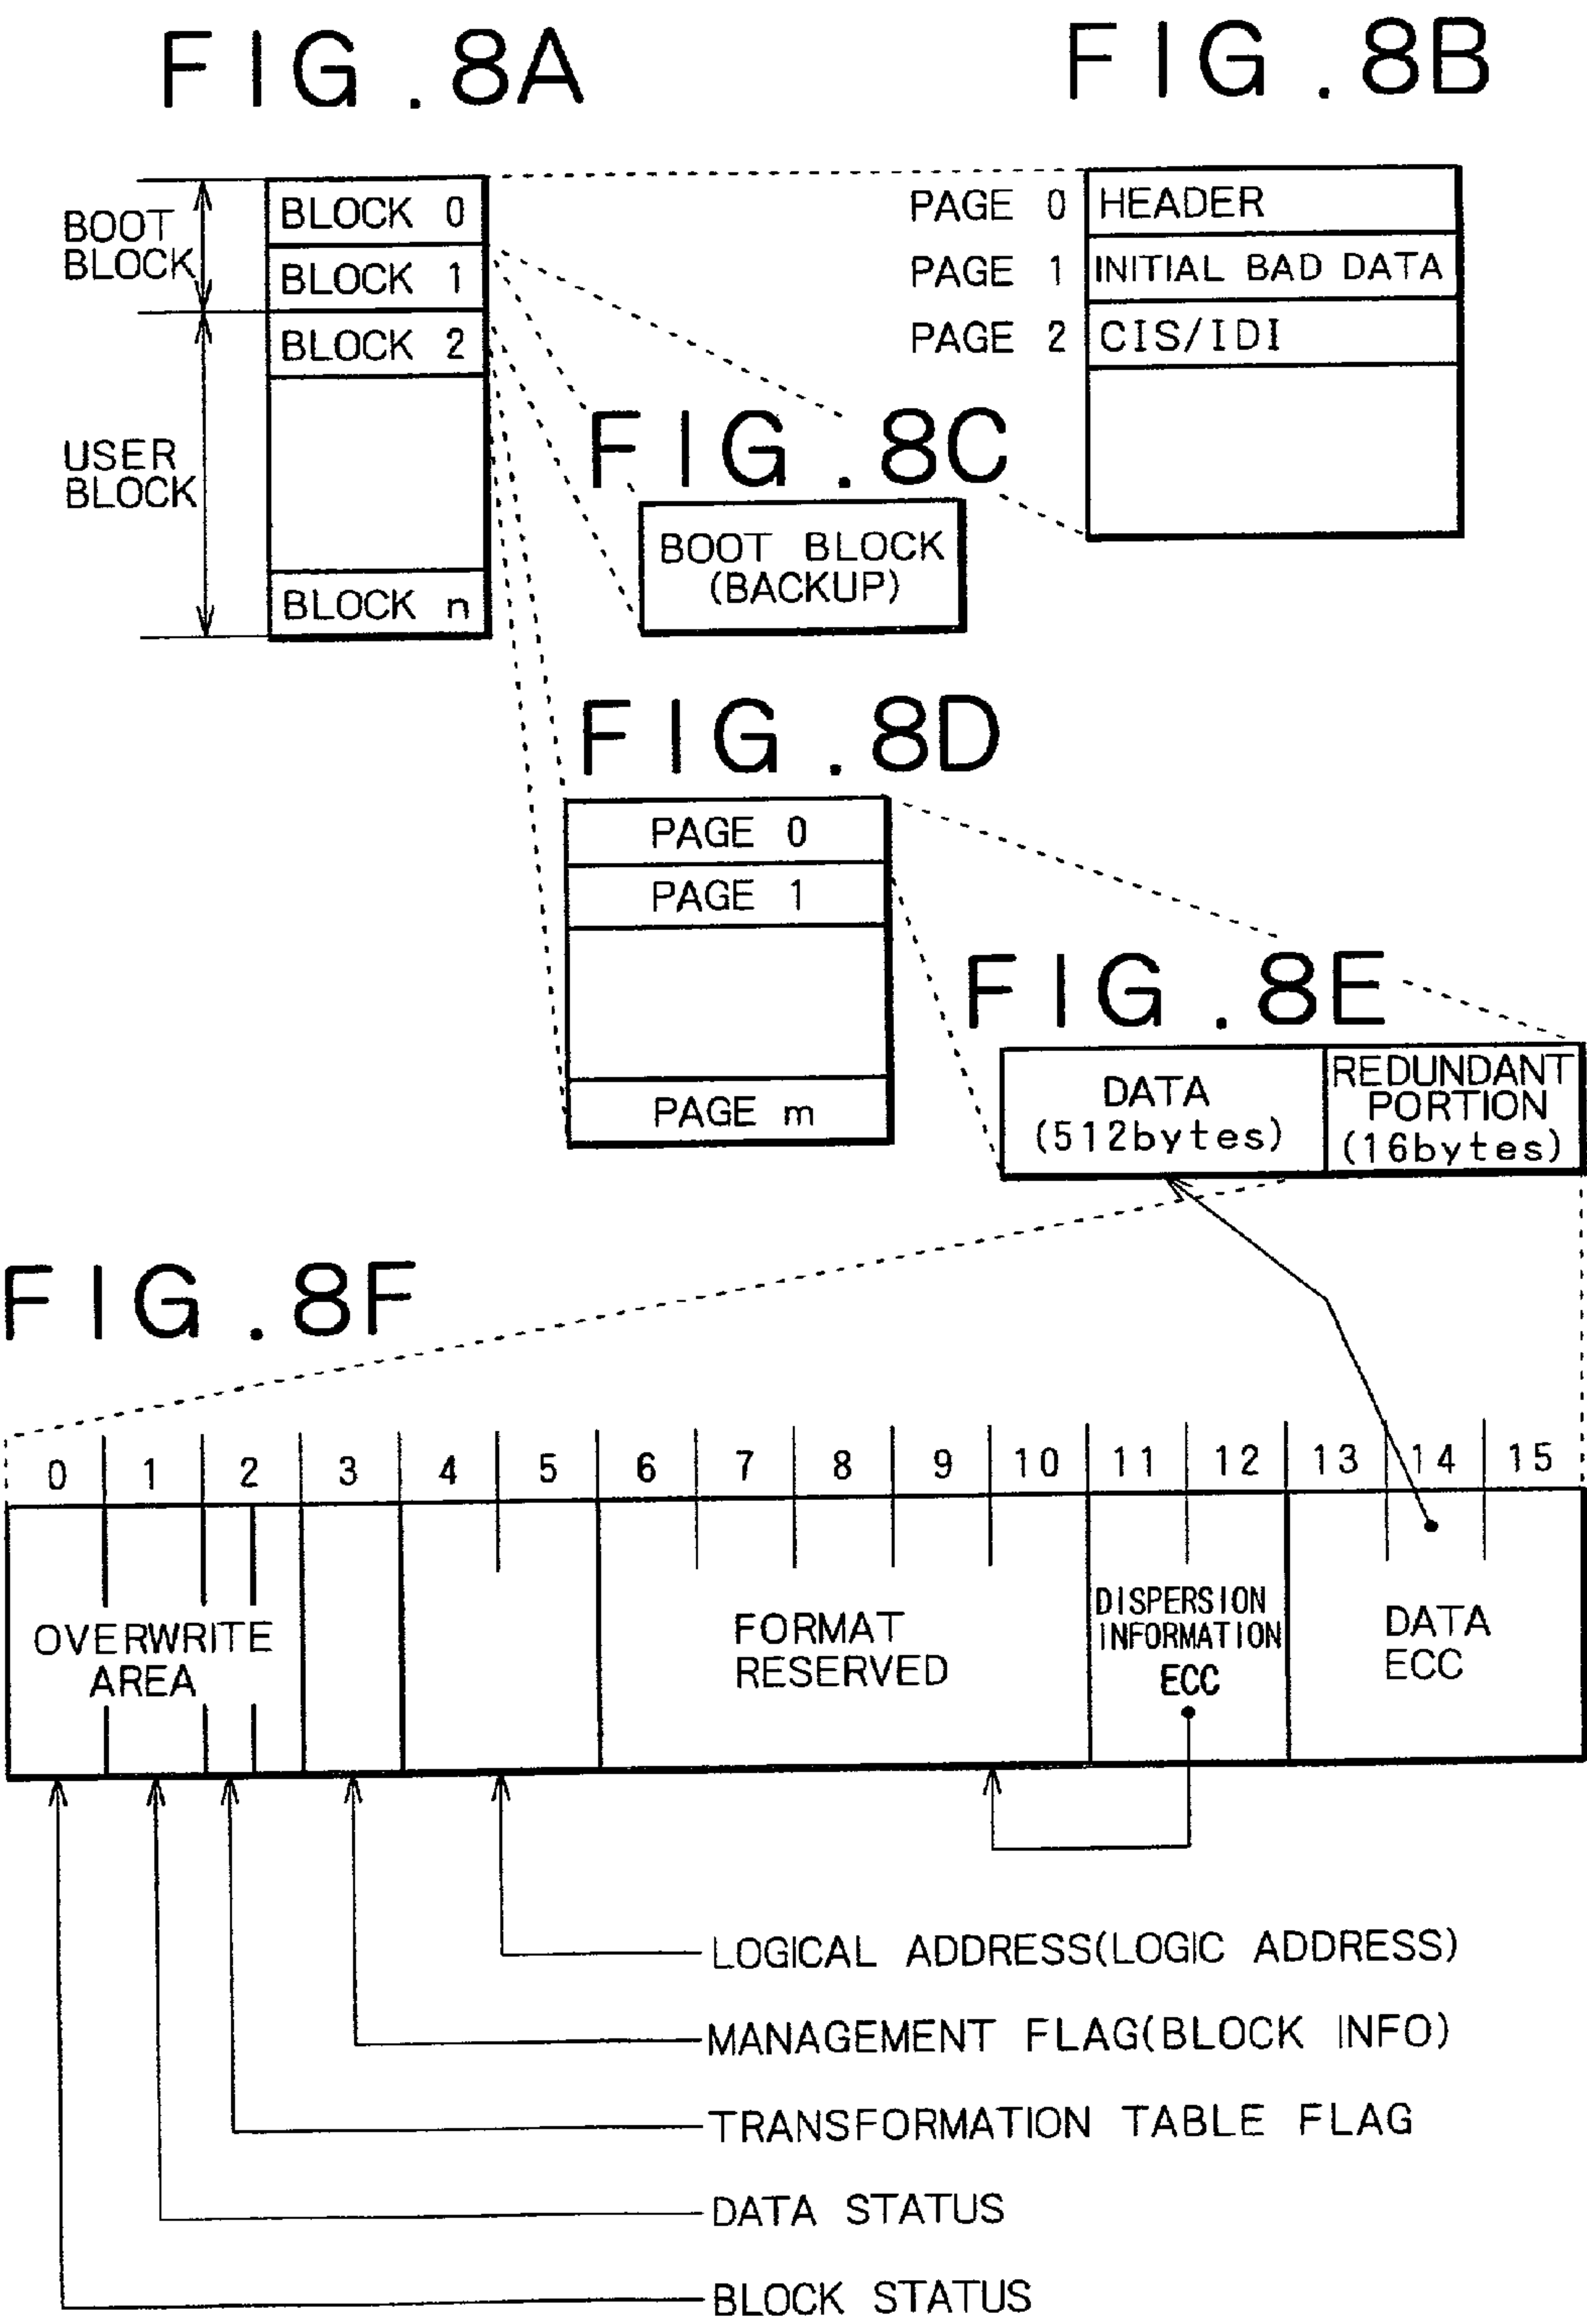 FIG.8A
FIG.8B
BOOT
BLOCK
BLOCK 0
BLOCK 1
BLOCK 2
USER
BLOCK
BLOCK n
PAGE 0 HEADER
PAGE 1 INITIAL BAD DATA
PAGE 2 CIS/IDI
FIG.8C
BOOT BLOCK
(BACKUP)
FIG.8D
PAGE 0
PAGE 1
PAGE m
FIG.8E
DATA
(512bytes)
REDUNDANT
PORTION
(16bytes)
FIG.8F
0 1 2 3 4 5 6 7 8 9 10 11 12 13 14 15
OVERWRITE
AREA
FORMAT
RESERVED
DISPERSION
INFORMATION
ECC
DATA
ECC
LOGICAL ADDRESS(LOGIC ADDRESS)
MANAGEMENT FLAG(BLOCK INFO)
TRANSFORMATION TABLE FLAG
DATA STATUS
BLOCK STATUS